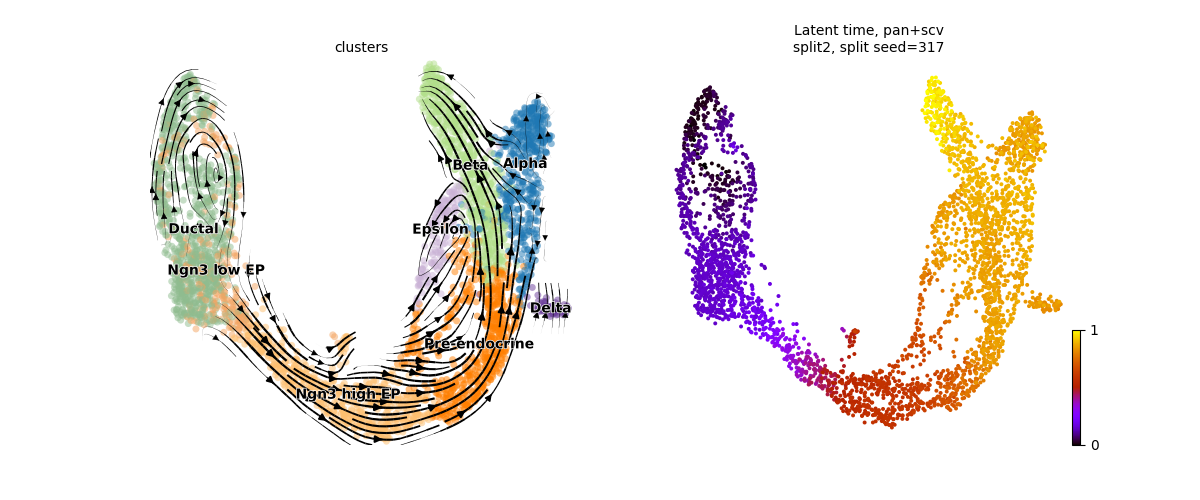 clusters
Beta
Alpha
Ductal
Epsilon
Ngn3 low EP
Delta
Pre-endocrine
Ngn3 high EP
Latent time, pan+scv
split2, split seed=317
1
0